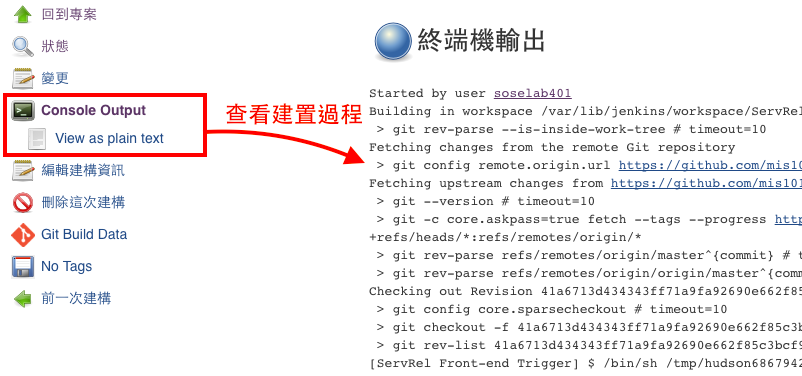 回到專案
狀態
變更
Console Output
View as plain text
編輯建構資訊
刪除這次建構
Git Build Data
No Tags
前一次建構
查看建置過程
終端機輸出
Started by user soselab401
Building in workspace /var/lib/jenkins/workspace/ServRel
> git rev-parse --is-inside-work-tree # timeout=10
Fetching changes from the remote Git repository
> git config remote.origin.url https://github.com/mis10
Fetching upstream changes from https://github.com/mis101
> git --version # timeout=10
> git -c core.askpass=true fetch --tags --progress http
+refs/heads/*:refs/remotes/origin/*
> git rev-parse refs/remotes/origin/master^{commit} # t
> git rev-parse refs/remotes/origin/origin/master^{comm
Checking out Revision 41a6713d434343ff71a9fa92690e662f85
> git config core.sparsecheckout # timeout=10
> git checkout -f 41a6713d434343ff71a9fa92690e662f85c3b
> git rev-list 41a6713d434343ff71a9fa92690e662f85c3bcf9
[ServRel Front-end Trigger] $ /bin/sh /tmp/hudson6867942